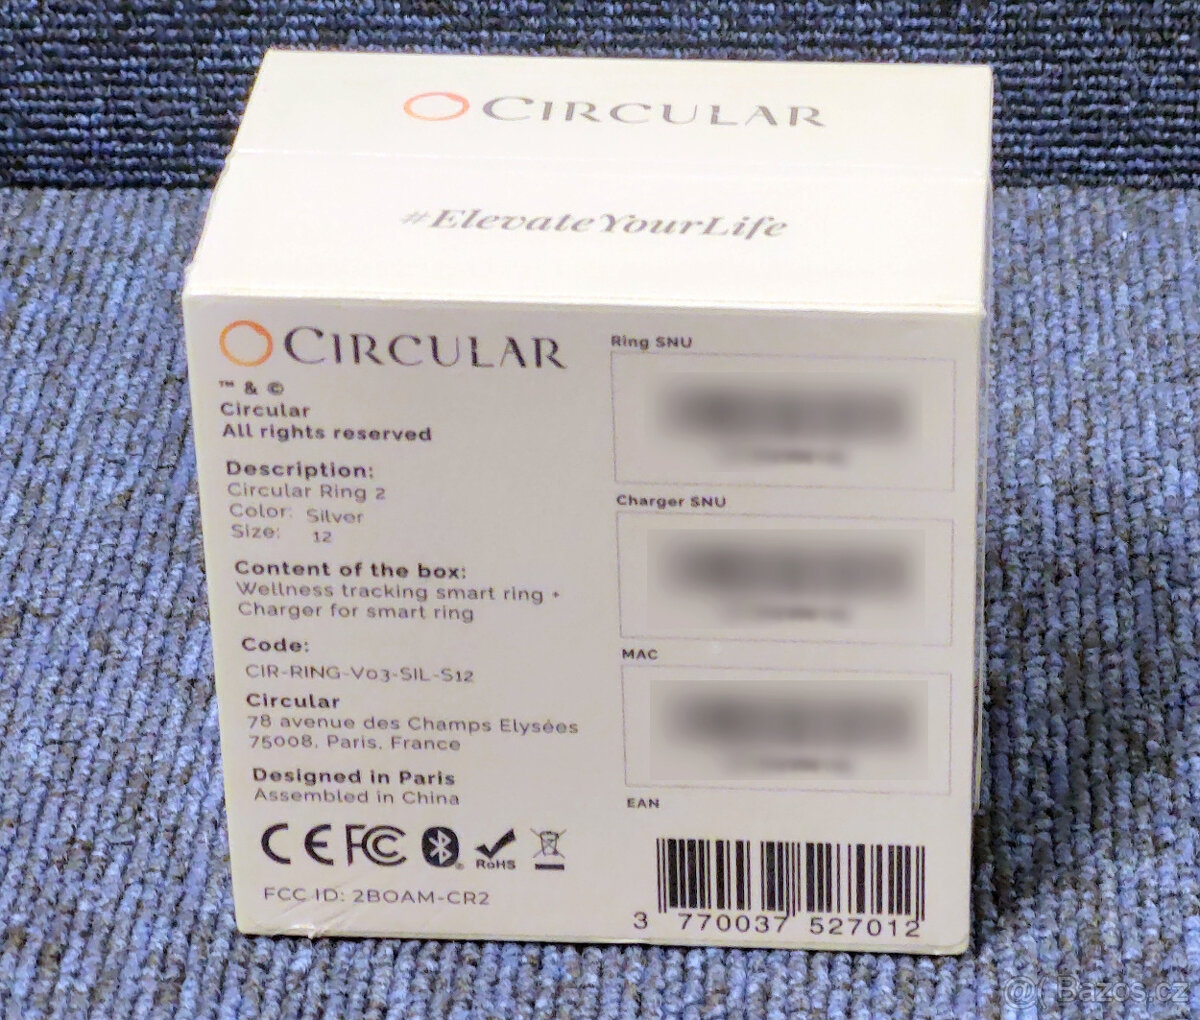 CIRCULAR
#ElevateYourLife
CIRCULAR
™ & ©
Circular
All rights reserved
Description:
Circular Ring 2
Color: Silver
Size: 12
Content of the box:
Wellness tracking smart ring +
Charger for smart ring
Code:
CIR-RING-V03-SIL-S12
Circular
78 avenue des Champs Elysées
75008, Paris, France
Designed in Paris
Assembled in China
CE FC RoHS
FCC ID: 2BOAM-CR2
Ring SNU
Charger SNU
MAC
EAN
3 770037 527012
@ Bazos.cz